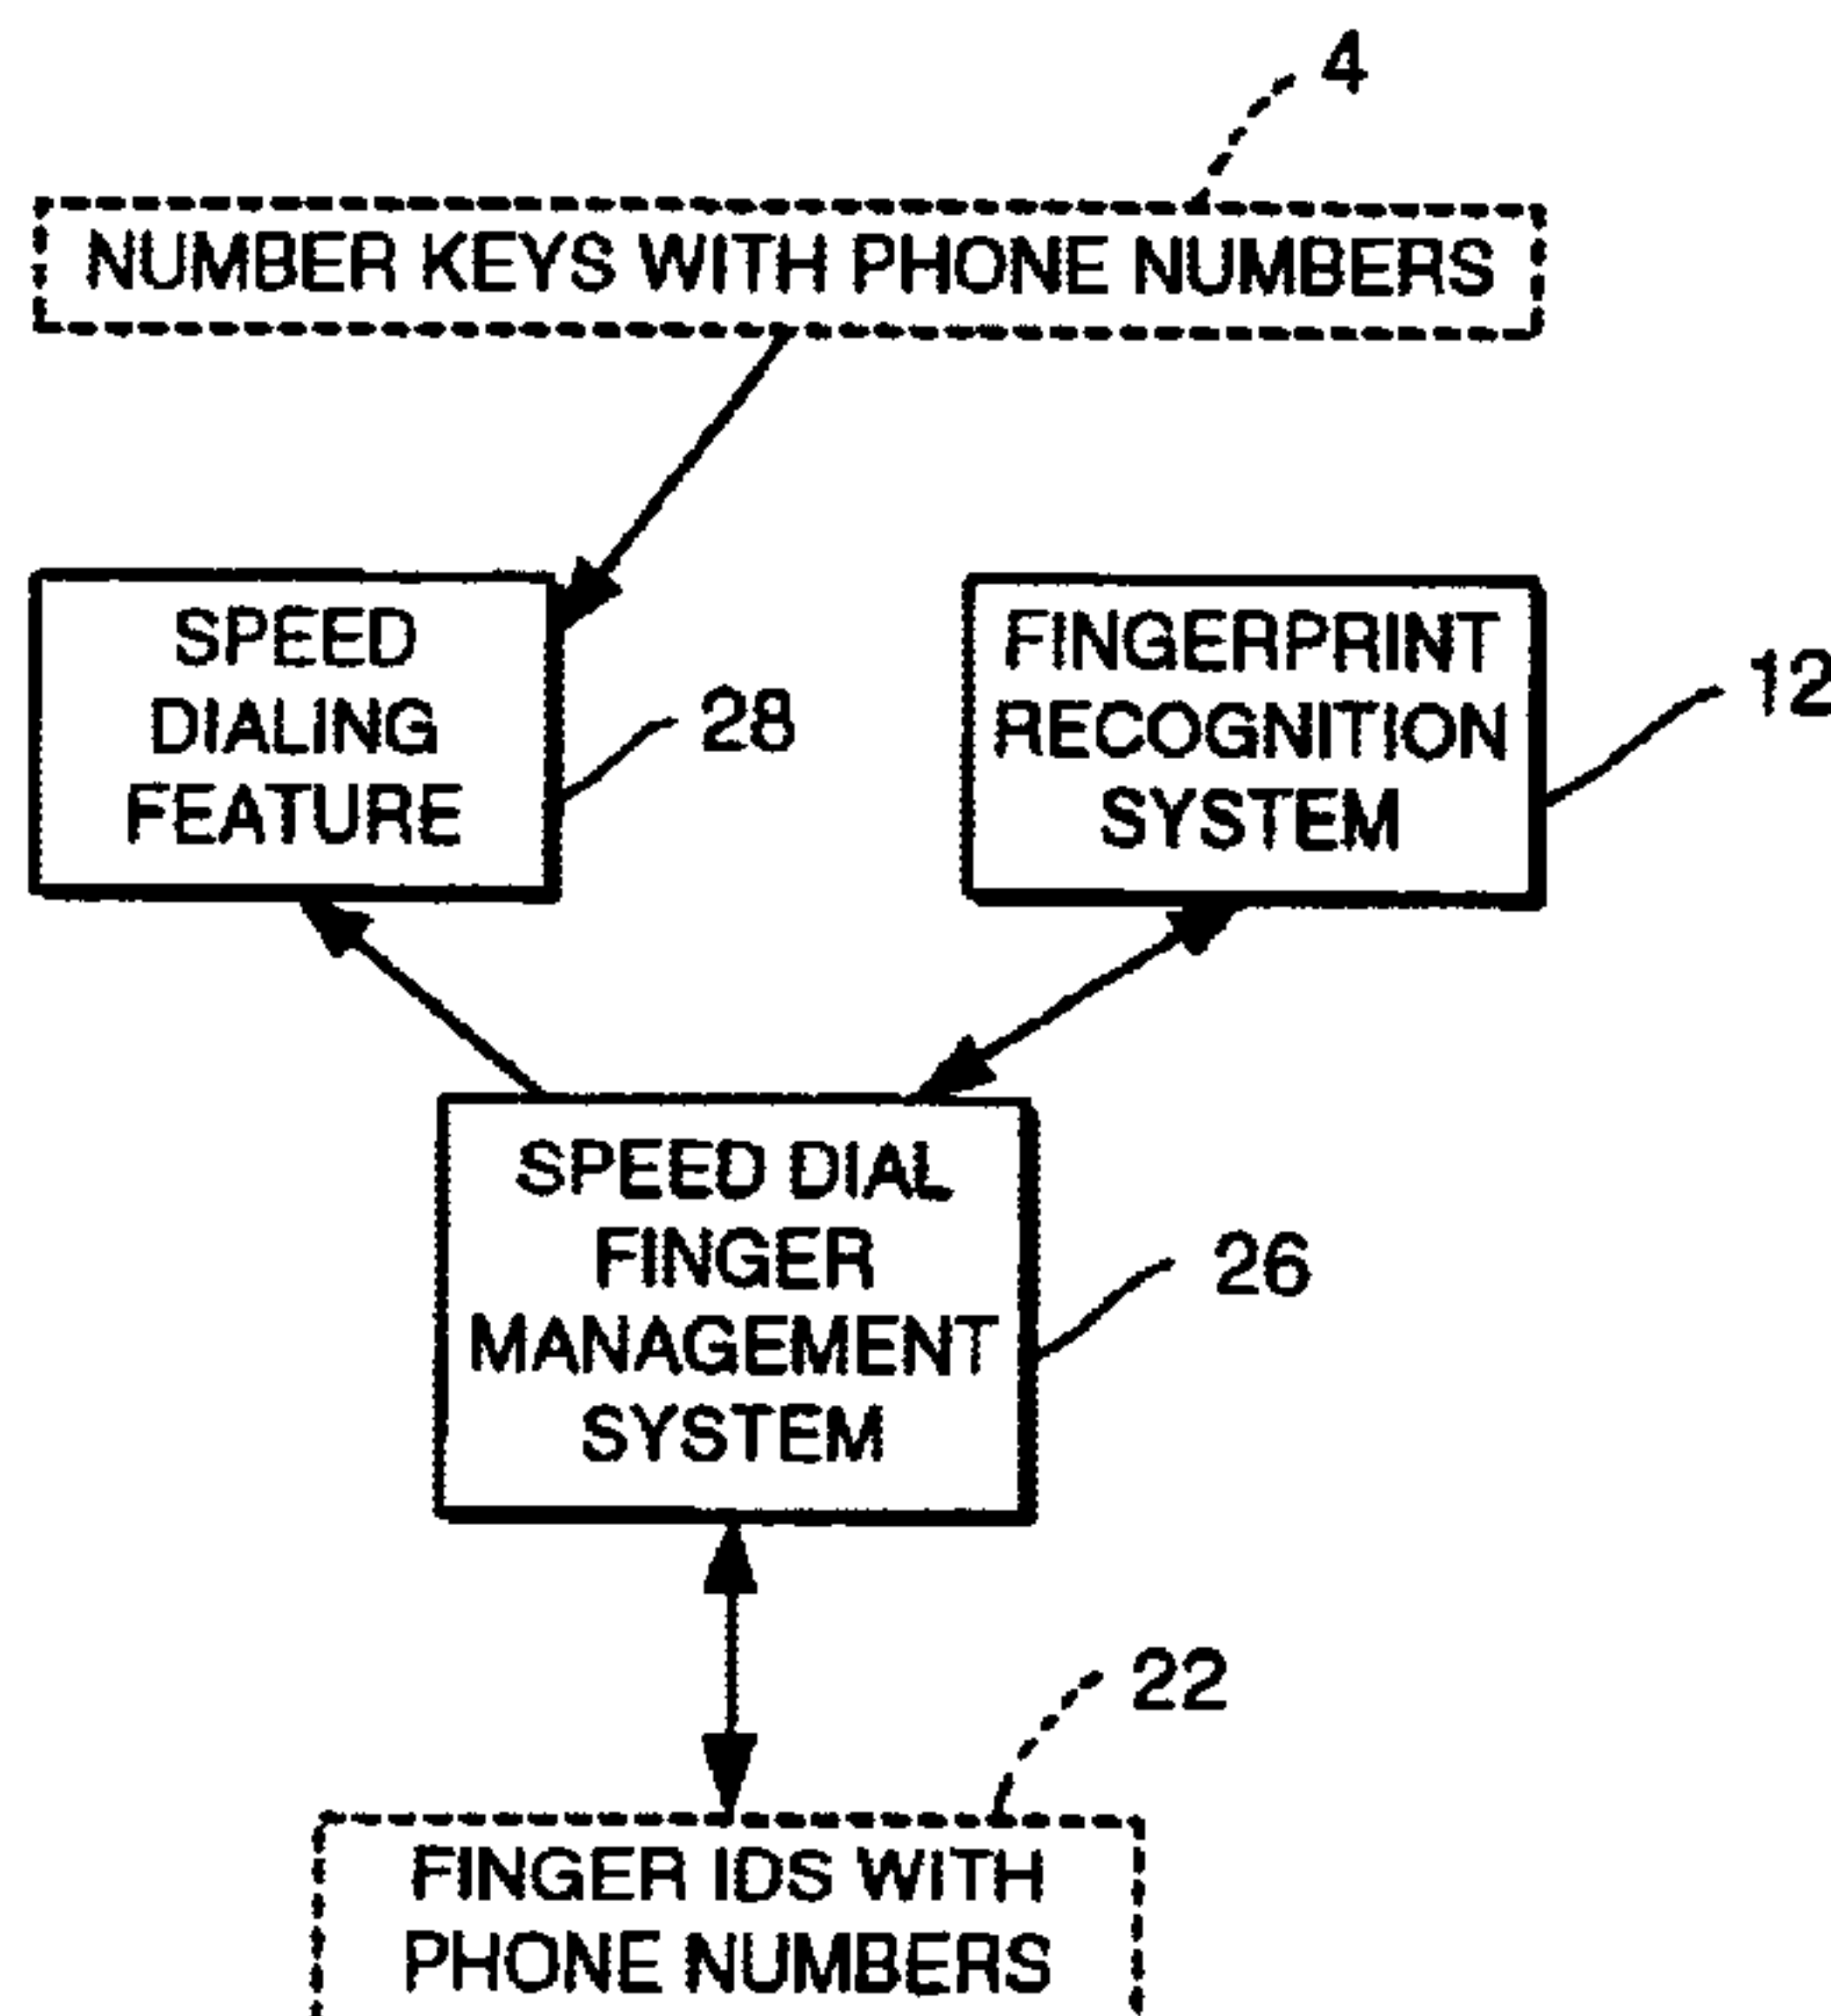 4
NUMBER KEYS WITH PHONE NUMBERS
SPEED
DIALING
FEATURE
28
FINGERPRINT
RECOGNITION
SYSTEM
12
SPEED DIAL
FINGER
MANAGEMENT
SYSTEM
26
22
FINGER IDS WITH
PHONE NUMBERS